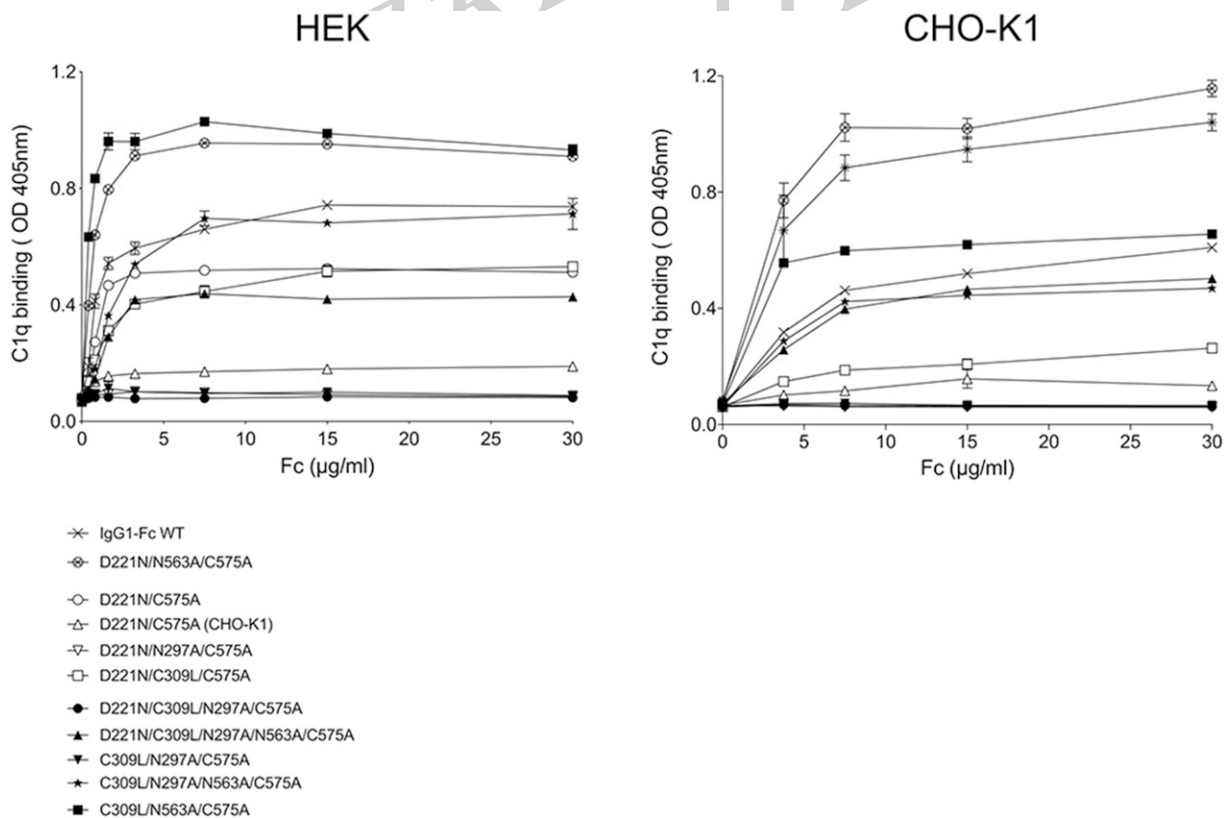 HEK
CHO-K1
1.2
0.8
0.4
0.0
C1q binding ( OD 405nm)
0
5
10
15
20
25
30
Fc (µg/ml)
1.2
0.8
0.4
0.0
C1q binding ( OD 405nm)
0
5
10
15
20
25
30
Fc (µg/ml)
IgG1-Fc WT
D221N/N563A/C575A
D221N/C575A
D221N/C575A (CHO-K1)
D221N/N297A/C575A
D221N/C309L/C575A
D221N/C309L/N297A/C575A
D221N/C309L/N297A/N563A/C575A
C309L/N297A/C575A
C309L/N297A/N563A/C575A
C309L/N563A/C575A